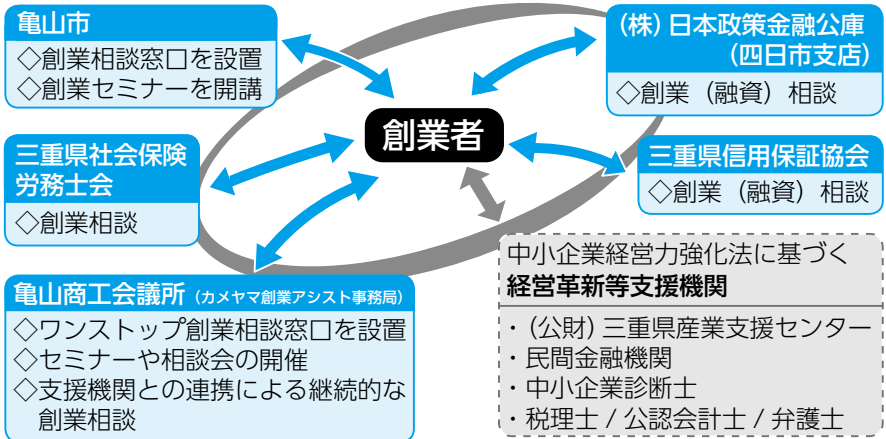 亀山市
◇創業相談窓口を設置
◇創業セミナーを開講
(株)日本政策金融公庫
(四日市支店)
◇創業（融資）相談
創業者
三重県社会保険
労務士会
◇創業相談
三重県信用保証協会
◇創業（融資）相談
亀山商工会議所（カメヤマ創業アシスト事務局）
◇ワンストップ創業相談窓口を設置
◇セミナーや相談会の開催
◇支援機関との連携による継続的な
創業相談
中小企業経営力強化法に基づく
経営革新等支援機関
・(公財)三重県産業支援センター
・民間金融機関
・中小企業診断士
・税理士 / 公認会計士 / 弁護士